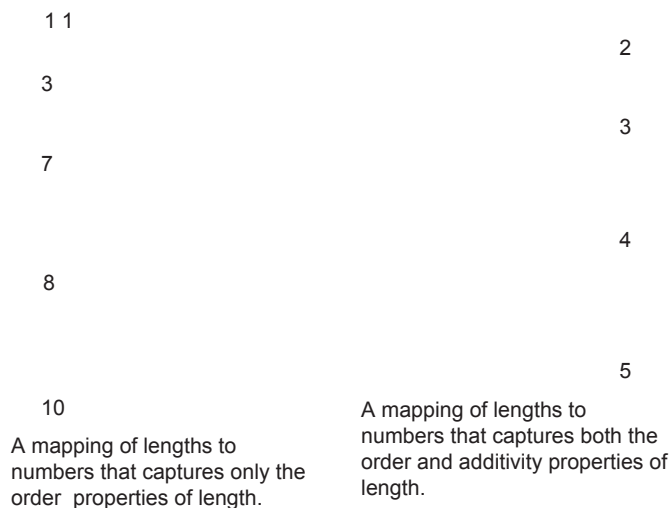 1 1
2
3
3
7
4
8
5
10
A mapping of lengths to
numbers that captures only the
order properties of length.
A mapping of lengths to
numbers that captures both the
order and additivity properties of
length.